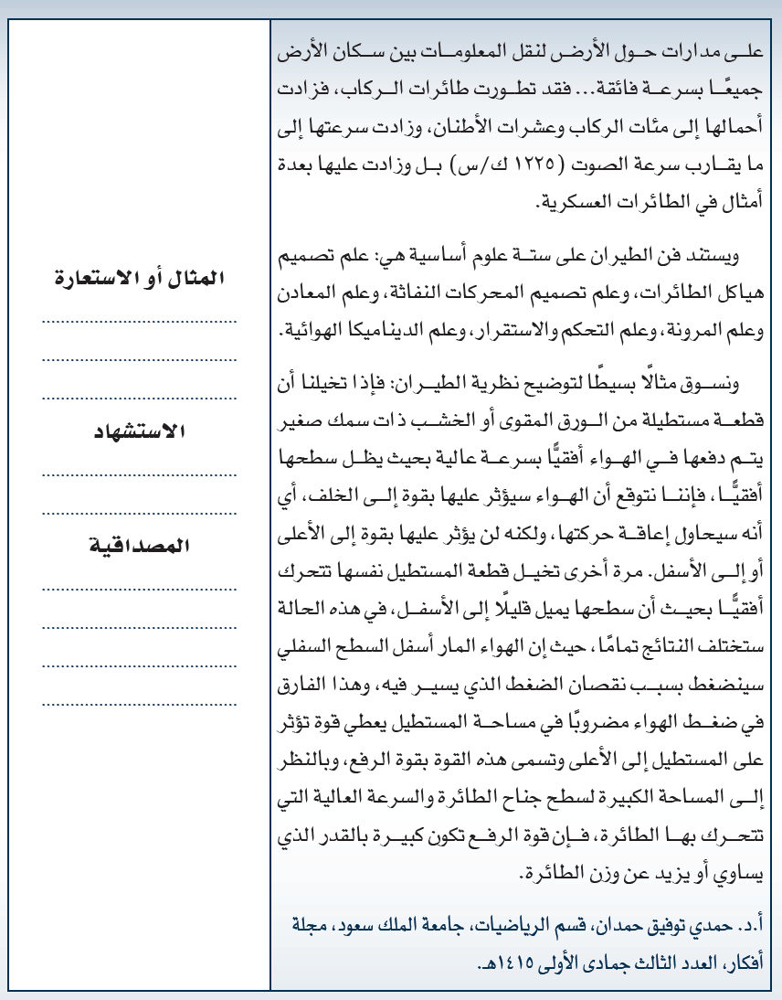 على مدارات حول الأرض لنقل المعلومات بين سكان الأرض
جميعًا بسرعة فائقة... فقد تطورت طائرات الركاب، فزادت
أحمالها إلى مئات الركاب وعشرات الأطنان، وزادت سرعتها إلى
ما يقارب سرعة الصوت (١٢٢٥ ك/س) بل وزادت عليها بعدة
أمثال في الطائرات العسكرية.
ويستند فن الطيران على ستة علوم أساسية هي: علم تصميم
هياكل الطائرات، وعلم تصميم المحركات النفاثة، وعلم المعادن
وعلم المرونة، وعلم التحكم والاستقرار، وعلم الديناميكا الهوائية.
ونسوق مثالًا بسيطًا لتوضيح نظرية الطيران: فإذا تخيلنا أن
قطعة مستطيلة من الورق المقوى أو الخشب ذات سمك صغير
يتم دفعها في الهواء أفقيًّا بسرعة عالية بحيث يظل سطحها
أفقيًّا، فإننا نتوقع أن الهواء سيؤثر عليها بقوة إلى الخلف، أي
أنه سيحاول إعاقة حركتها، ولكنه لن يؤثر عليها بقوة إلى الأعلى
أو إلى الأسفل. مرة أخرى تخيل قطعة المستطيل نفسها تتحرك
أفقيًّا بحيث أن سطحها يميل قليلًا إلى الأسفل، في هذه الحالة
ستختلف النتائج تمامًا، حيث إن الهواء المار أسفل السطح السفلي
سينضغط بسبب نقصان الضغط الذي يسير فيه، وهذا الفارق
في ضغط الهواء مضروبًا في مساحة المستطيل يعطي قوة تؤثر
على المستطيل إلى الأعلى وتسمى هذه القوة بقوة الرفع، وبالنظر
إلى المساحة الكبيرة لسطح جناح الطائرة والسرعة العالية التي
تتحرك بها الطائرة، فإن قوة الرفع تكون كبيرة بالقدر الذي
يساوي أو يزيد عن وزن الطائرة.
أ.د. حمدي توفيق حمدان، قسم الرياضيات، جامعة الملك سعود، مجلة
أفكار، العدد الثالث جمادى الأولى ١٤١٥هـ.
المثال أو الاستعارة
......................................
......................................
......................................
الاستشهاد
......................................
......................................
المصداقية
......................................
......................................
......................................
......................................